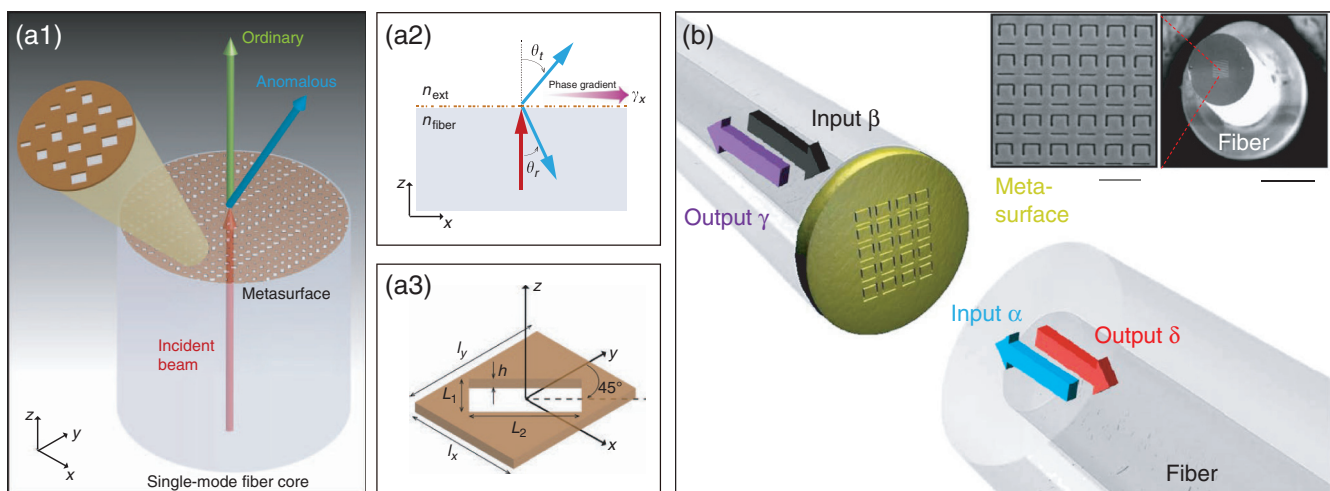 (a1)
Ordinary
Anomalous
Metasurface
Incident
beam
z
y
x
Single-mode fiber core
(a2)
θt
Phase gradient
next
γx
nfiber
θr
z
x
(a3)
z
ly
h
y
L1
45°
L2
x
lx
(b)
Input β
Fiber
Meta-
surface
Output γ
Input α
Output δ
Fiber